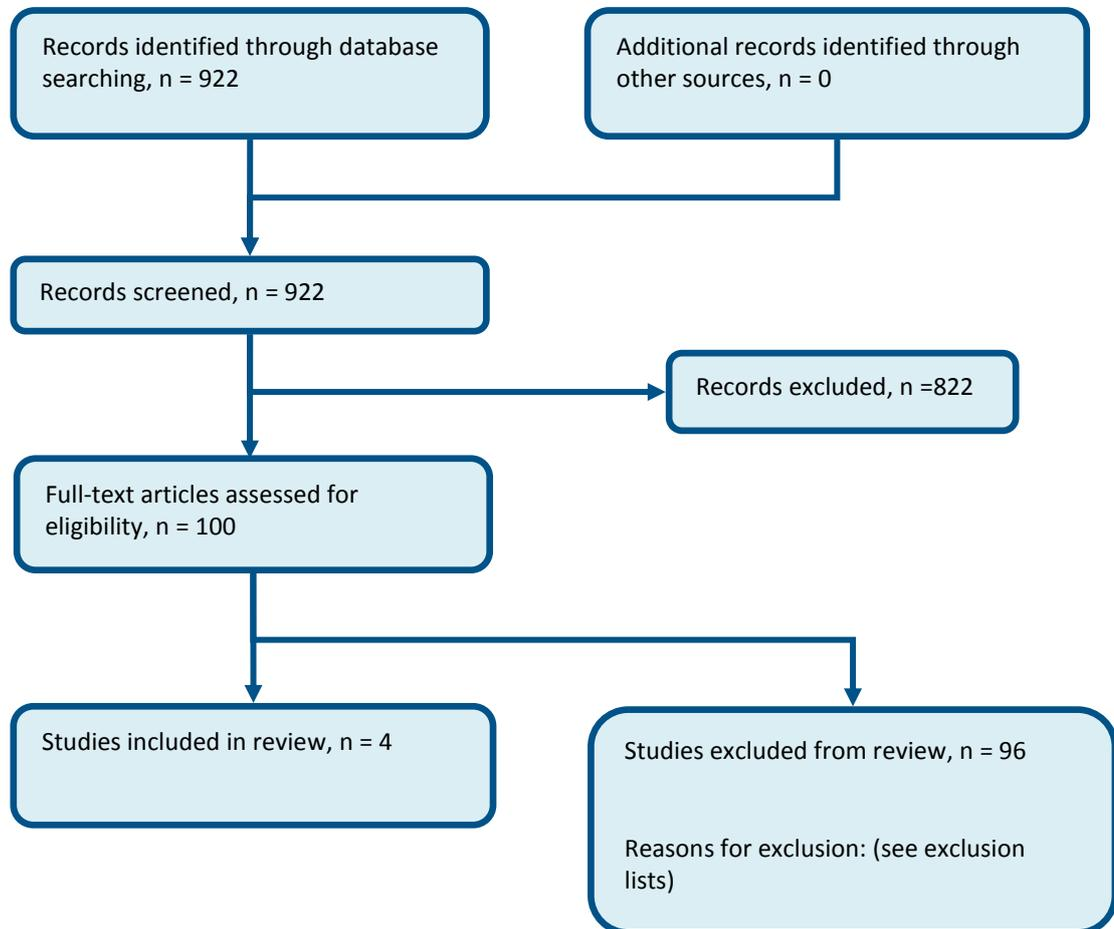 Records identified through database
searching, n = 922
Additional records identified through
other sources, n = 0
Records screened, n = 922
Records excluded, n =822
Full-text articles assessed for
eligibility, n = 100
Studies included in review, n = 4
Studies excluded from review, n = 96
Reasons for exclusion: (see exclusion
lists)